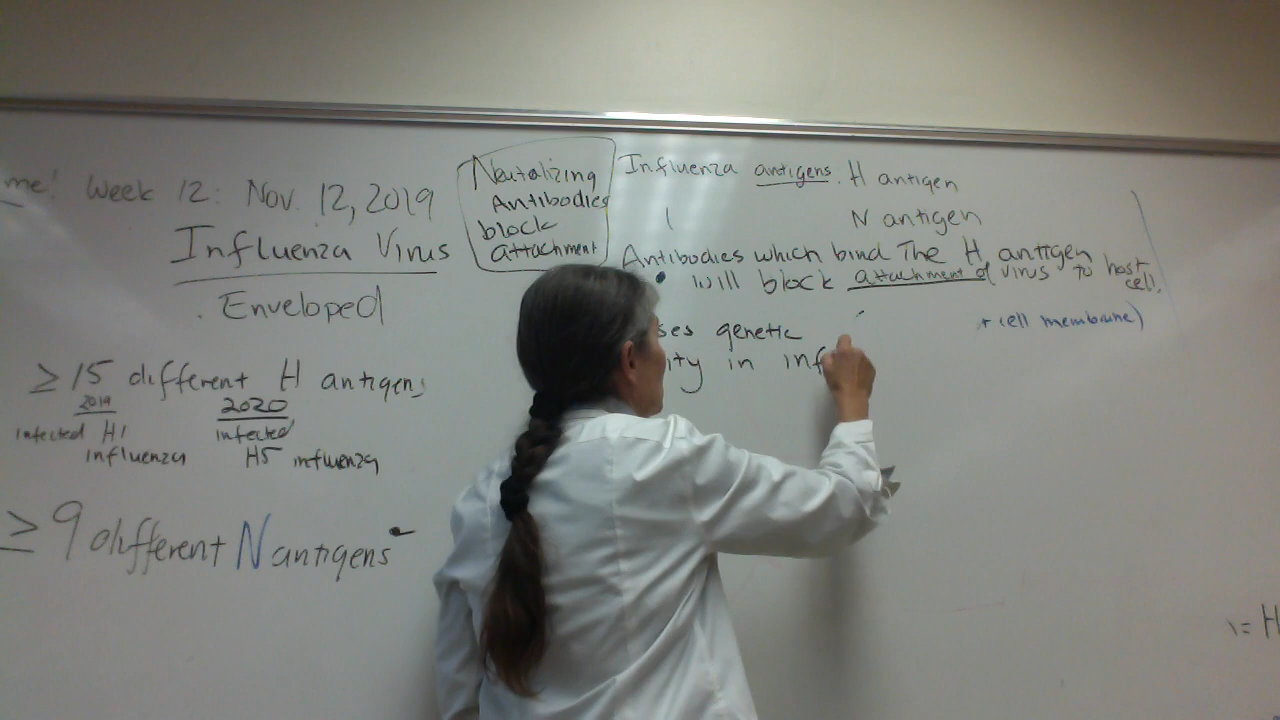 me! Week 12: Nov. 12, 2019
Influenza Virus
. Enveloped
≥ 15 different H antigens
2019
infected H1
influenza
2020
infected
H5 influenza
≥ 9 different N antigens
Neutalizing
Antibodies
block
attachment
Influenza antigens. H antigen
N antigen
Antibodies which bind The H antigen
• will block attachment of virus to host
cell.
ses genetic
ity in inf
+ cell membrane)
= H